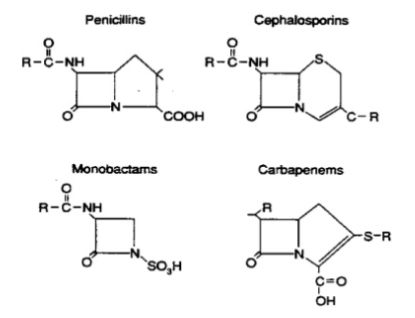 Penicillins
O
R-C-NH
N
O
COOH
Cephalosporins
O
R-C-NH
S
N
O
C-R
Monobactams
O
R-C-NH
O
N
SO₃H
Carbapenems
R
S-R
N
O
C=O
OH